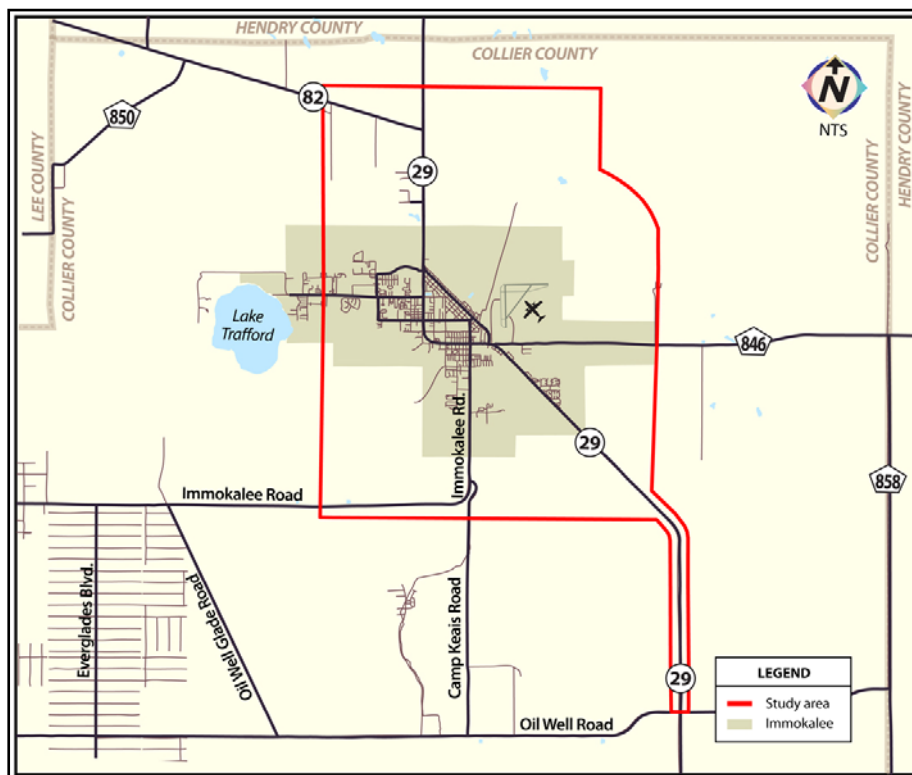 HENDRY COUNTY
COLLIER COUNTY
N
NTS
82
850
29
LEE COUNTY
COLLIER COUNTY
COLLIER COUNTY
HENDRY COUNTY
Lake
Trafford
846
Immokalee Rd.
29
858
Immokalee Road
Everglades Blvd.
Oil Well Glade Road
Camp Keais Road
29
LEGEND
Study area
Immokalee
Oil Well Road